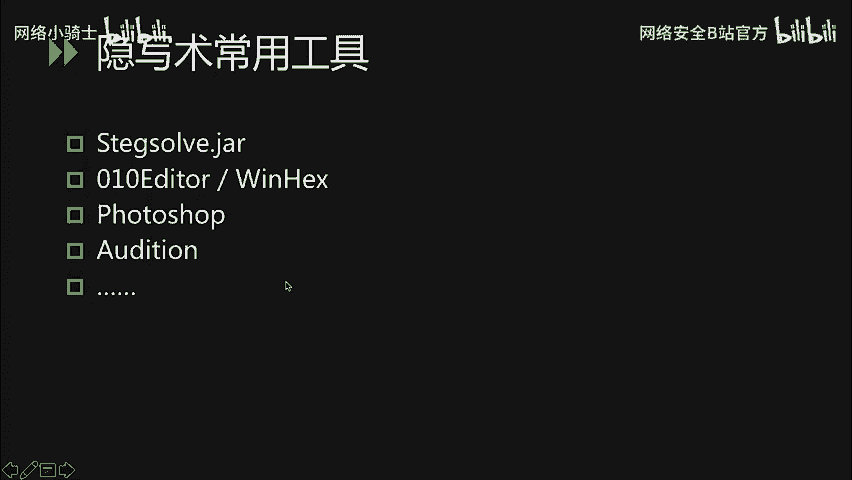 网络小骑士 bilibili
网络安全B站官方 bilibili
隐写术常用工具
Stegsolve.jar
010Editor / WinHex
Photoshop
Audition
……